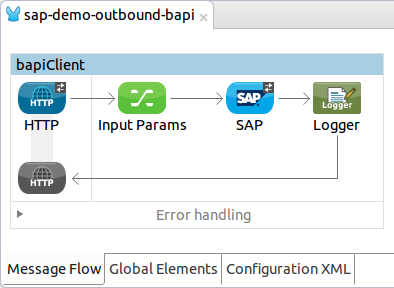 sap-demo-outbound-bapi
bapiClient
HTTP
SAP
Logger
HTTP Input Params SAP Logger
HTTP
Error handling
Message Flow Global Elements Configuration XML